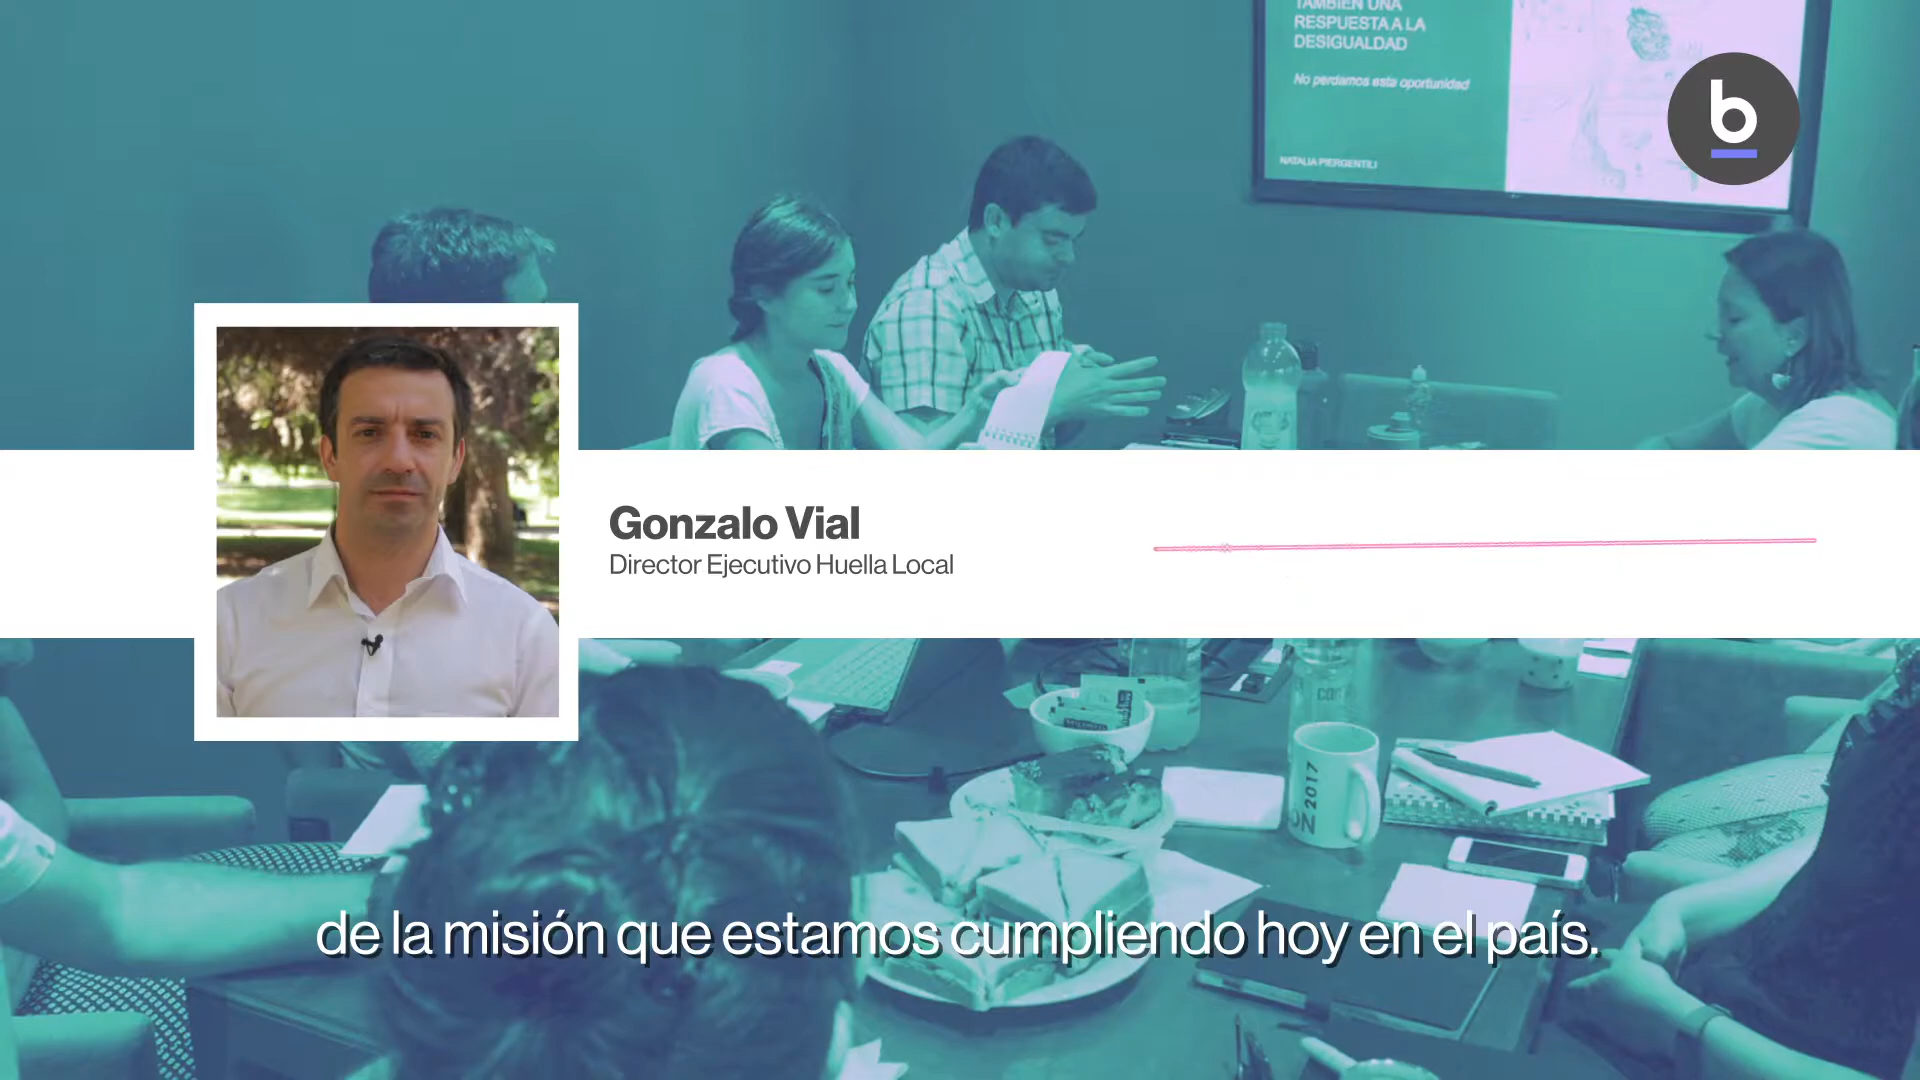 TAMBIÉN UNA
RESPUESTA A LA
DESIGUALDAD
No perdamos esta oportunidad
NATALIA PIERGENTILI
b
Gonzalo Vial
Director Ejecutivo Huella Local
2017
de la misión que estamos cumpliendo hoy en el país.